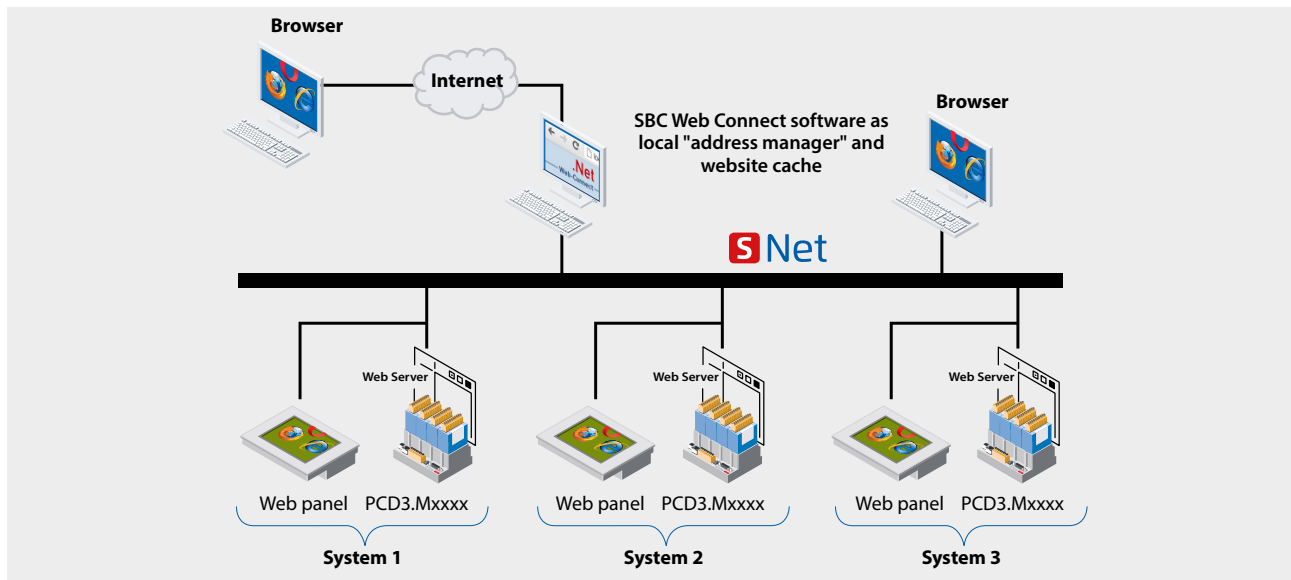 Browser
Internet
Browser
SBC Web Connect software as
local "address manager" and
website cache
.Net
Web-Connect
S Net
Web Server
Web Server
Web Server
Web panel PCD3.Mxxxx
Web panel PCD3.Mxxxx
Web panel PCD3.Mxxxx
System 1
System 2
System 3